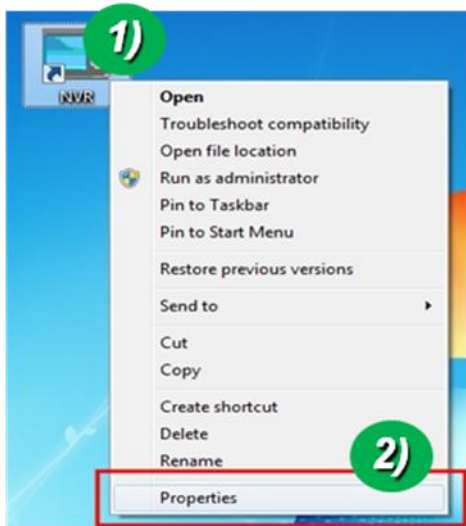 1)
NVR
Open
Troubleshoot compatibility
Open file location
Run as administrator
Pin to Taskbar
Pin to Start Menu
Restore previous versions
Send to
Cut
Copy
Create shortcut
Delete
Rename
2)
Properties